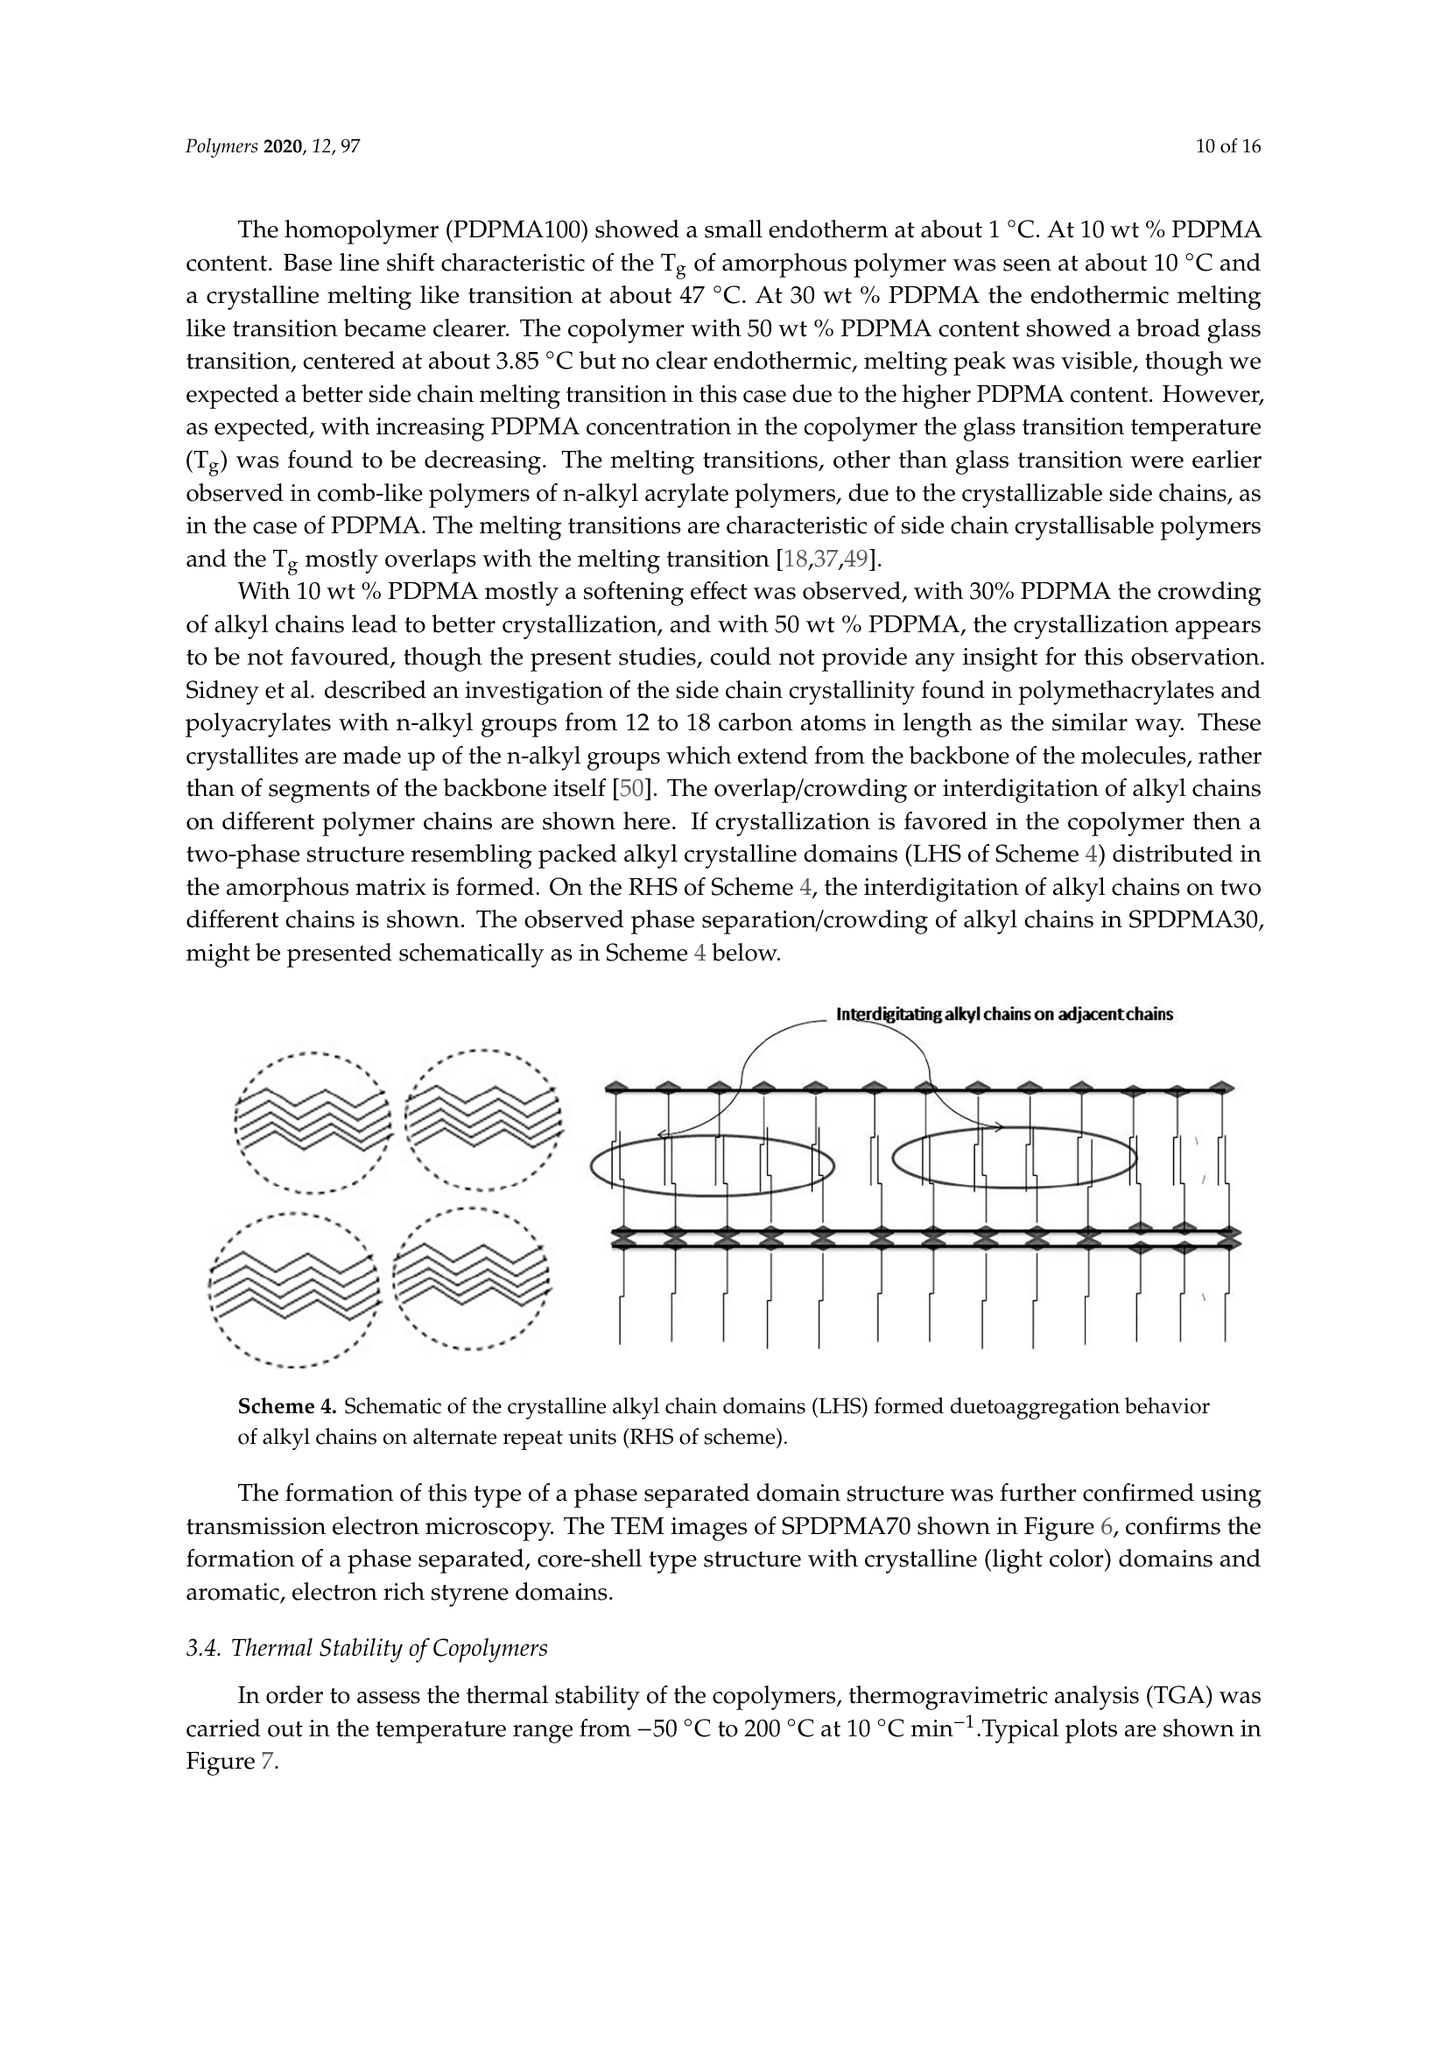 Polymers 2020, 12, 97
10 of 16
The homopolymer (PDPMA100) showed a small endotherm at about 1 °C. At 10 wt % PDPMA
content. Base line shift characteristic of the Tg of amorphous polymer was seen at about 10 °C and
a crystalline melting like transition at about 47 °C. At 30 wt % PDPMA the endothermic melting
like transition became clearer. The copolymer with 50 wt % PDPMA content showed a broad glass
transition, centered at about 3.85 °C but no clear endothermic, melting peak was visible, though we
expected a better side chain melting transition in this case due to the higher PDPMA content. However,
as expected, with increasing PDPMA concentration in the copolymer the glass transition temperature
(Tg) was found to be decreasing. The melting transitions, other than glass transition were earlier
observed in comb-like polymers of n-alkyl acrylate polymers, due to the crystallizable side chains, as
in the case of PDPMA. The melting transitions are characteristic of side chain crystallisable polymers
and the Tg mostly overlaps with the melting transition [18,37,49].
With 10 wt % PDPMA mostly a softening effect was observed, with 30% PDPMA the crowding
of alkyl chains lead to better crystallization, and with 50 wt % PDPMA, the crystallization appears
to be not favoured, though the present studies, could not provide any insight for this observation.
Sidney et al. described an investigation of the side chain crystallinity found in polymethacrylates and
polyacrylates with n-alkyl groups from 12 to 18 carbon atoms in length as the similar way. These
crystallites are made up of the n-alkyl groups which extend from the backbone of the molecules, rather
than of segments of the backbone itself [50]. The overlap/crowding or interdigitation of alkyl chains
on different polymer chains are shown here. If crystallization is favored in the copolymer then a
two-phase structure resembling packed alkyl crystalline domains (LHS of Scheme 4) distributed in
the amorphous matrix is formed. On the RHS of Scheme 4, the interdigitation of alkyl chains on two
different chains is shown. The observed phase separation/crowding of alkyl chains in SPDPMA30,
might be presented schematically as in Scheme 4 below.
Interdigitating alkyl chains on adjacent chains
Scheme 4. Schematic of the crystalline alkyl chain domains (LHS) formed duetoaggregation behavior
of alkyl chains on alternate repeat units (RHS of scheme).
The formation of this type of a phase separated domain structure was further confirmed using
transmission electron microscopy. The TEM images of SPDPMA70 shown in Figure 6, confirms the
formation of a phase separated, core-shell type structure with crystalline (light color) domains and
aromatic, electron rich styrene domains.
3.4. Thermal Stability of Copolymers
In order to assess the thermal stability of the copolymers, thermogravimetric analysis (TGA) was
carried out in the temperature range from −50 °C to 200 °C at 10 °C min−1.Typical plots are shown in
Figure 7.